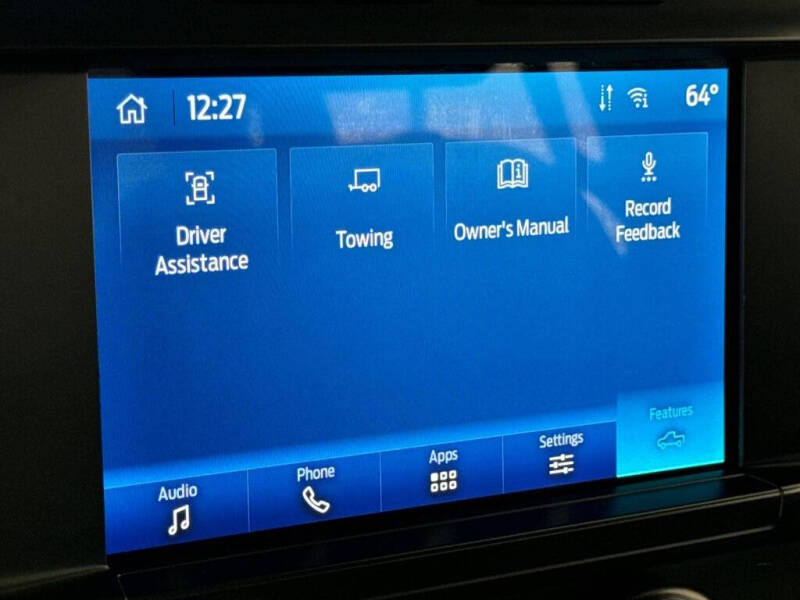 12:27
64°
Driver
Assistance
Towing
Owner's Manual
Record
Feedback
Audio
Phone
Apps
Settings
Features